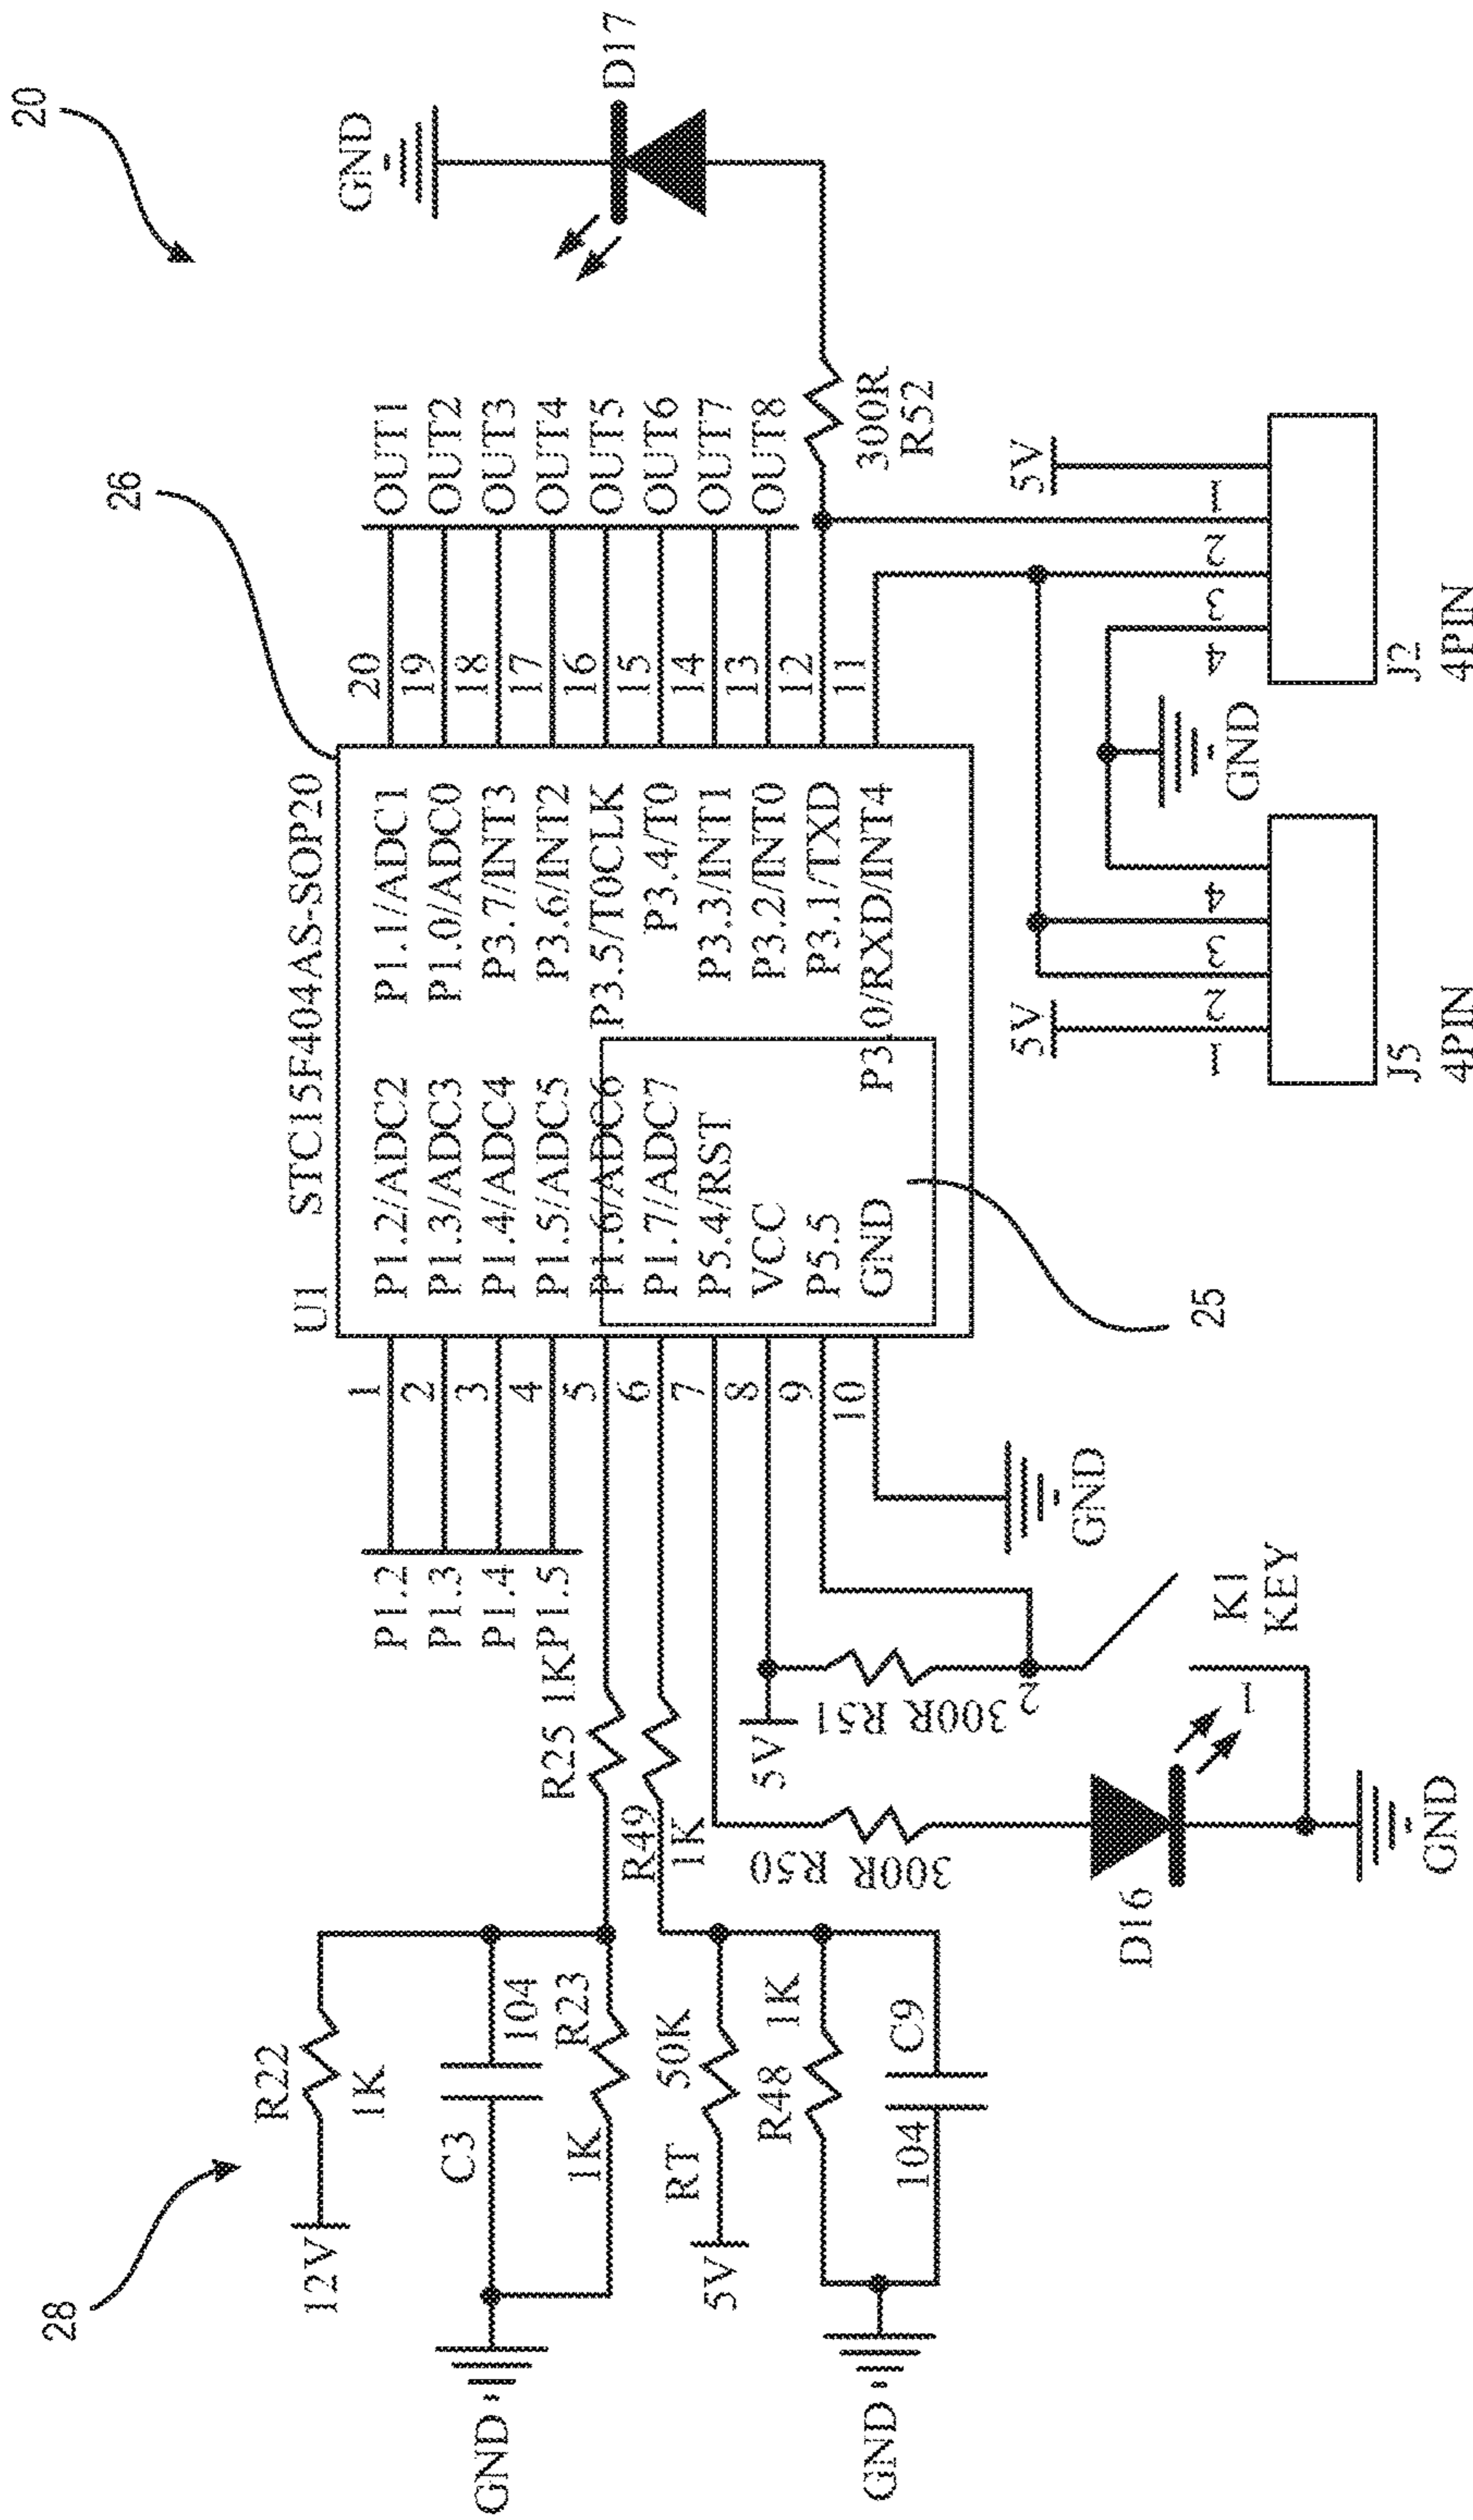 20
28
26
U1 STC15F404AS-SOP20
12V
R22
1K
GND
C3
104
1K
R23
R25 1K
5V
RT
50K
R49
1K
GND
R48
1K
104
C9
P1.2
P1.3
P1.4
P1.5
1
2
3
4
5
6
7
8
9
10
P1.2/ADC2
P1.3/ADC3
P1.4/ADC4
P1.5/ADC5
P1.6/ADC6
P1.7/ADC7
P5.4/RST
VCC
P5.5
GND
P1.1/ADC1
P1.0/ADC0
P3.7/INT3
P3.6/INT2
P3.5/T0CLK
P3.4/T0
P3.3/INT1
P3.2/INT0
P3.1/TXD
P3.0/RXD/INT4
20
19
18
17
16
15
14
13
12
11
OUT1
OUT2
OUT3
OUT4
OUT5
OUT6
OUT7
OUT8
GND
D17
300R
R52
5V
300R R51
300R R50
2
1
K1
KEY
D16
GND
GND
25
5V
1
2
3
4
J5
4PIN
GND
5V
4
3
2
1
J2
4PIN